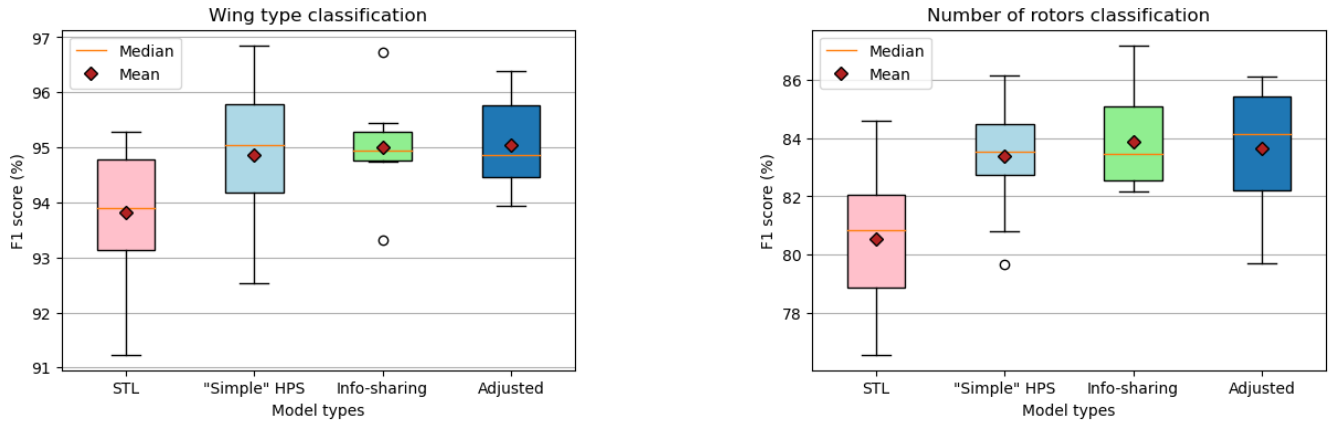 Wing type classification
97
96
95
94
93
92
91
F1 score (%)
Median
Mean
STL
"Simple" HPS
Info-sharing
Adjusted
Model types
Number of rotors classification
86
84
82
80
78
F1 score (%)
Median
Mean
STL
"Simple" HPS
Info-sharing
Adjusted
Model types